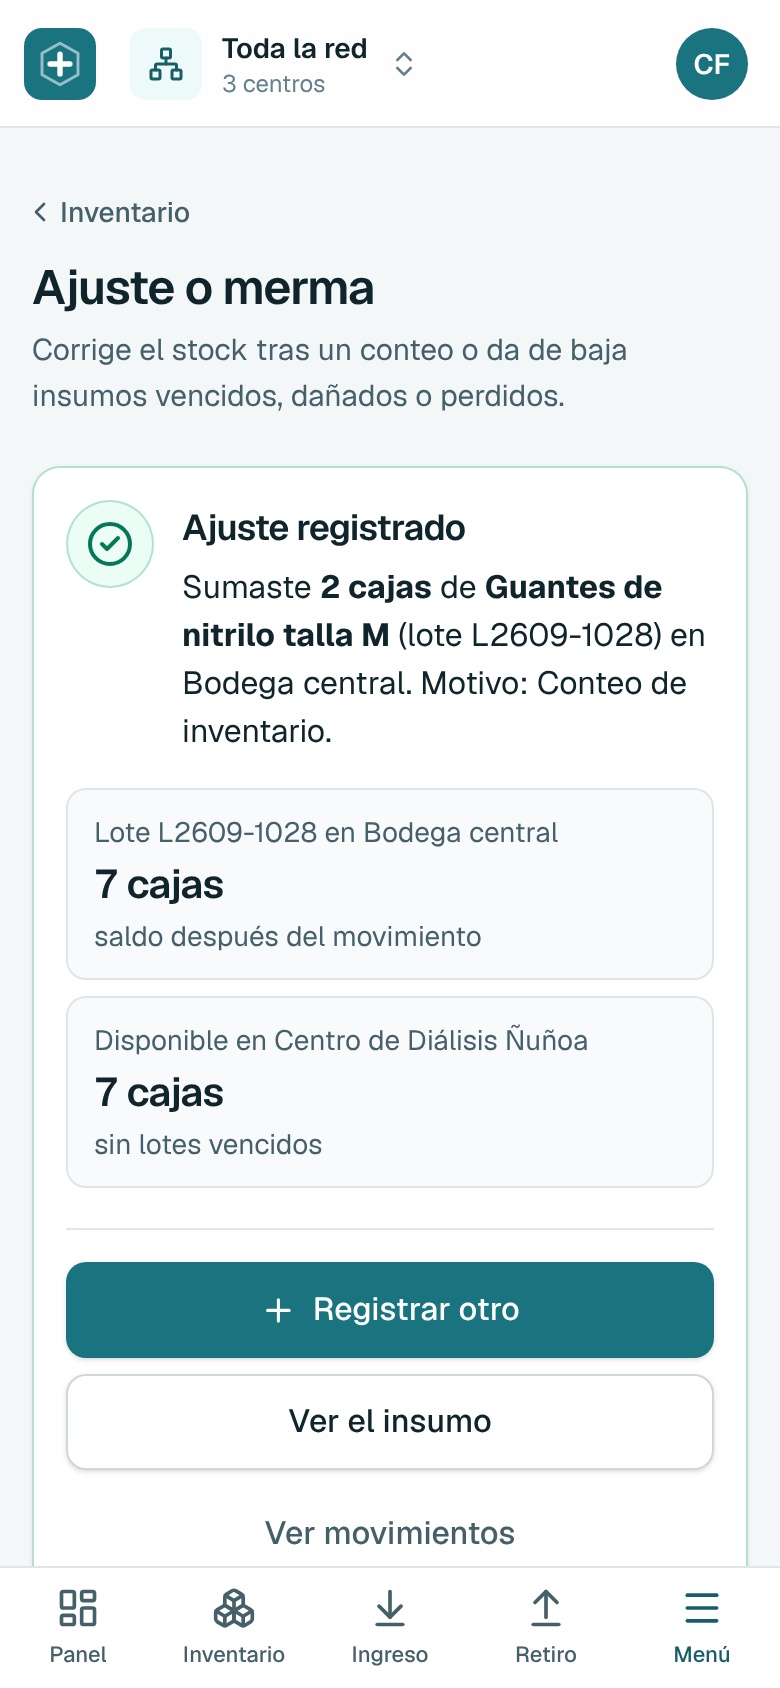 Toda la red
3 centros
CF
Inventario
Ajuste o merma
Corrige el stock tras un conteo o da de baja
insumos vencidos, dañados o perdidos.
Ajuste registrado
Sumaste 2 cajas de Guantes de
nitrilo talla M (lote L2609-1028) en
Bodega central. Motivo: Conteo de
inventario.
Lote L2609-1028 en Bodega central
7 cajas
saldo después del movimiento
Disponible en Centro de Diálisis Ñuñoa
7 cajas
sin lotes vencidos
Registrar otro
Ver el insumo
Ver movimientos
Panel
Inventario
Ingreso
Retiro
Menú